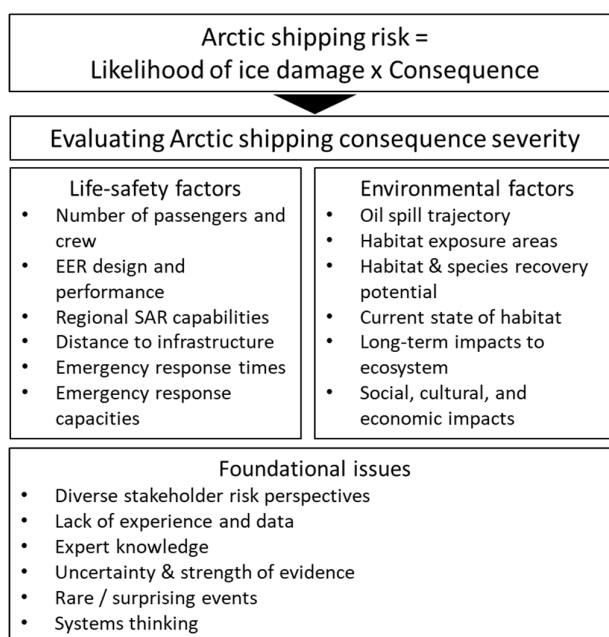 Arctic shipping risk =
Likelihood of ice damage x Consequence
Evaluating Arctic shipping consequence severity
Life-safety factors
• Number of passengers and
crew
• EER design and
performance
• Regional SAR capabilities
• Distance to infrastructure
• Emergency response times
• Emergency response
capacities
Environmental factors
• Oil spill trajectory
• Habitat exposure areas
• Habitat & species recovery
potential
• Current state of habitat
• Long-term impacts to
ecosystem
• Social, cultural, and
economic impacts
Foundational issues
• Diverse stakeholder risk perspectives
• Lack of experience and data
• Expert knowledge
• Uncertainty & strength of evidence
• Rare / surprising events
• Systems thinking